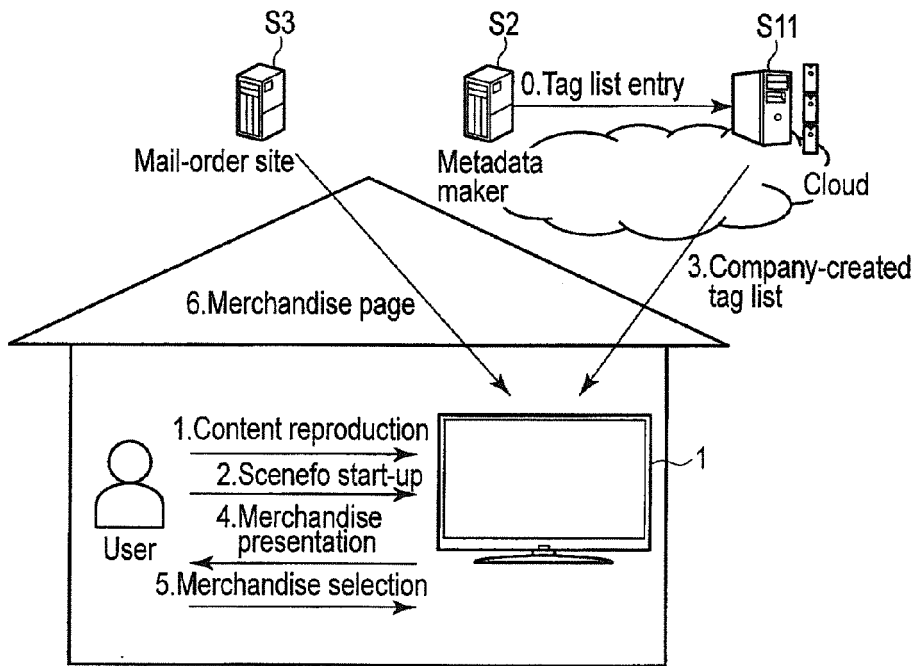 S3
S2
S11
0.Tag list entry
Mail-order site
Metadata
maker
Cloud
3.Company-created
tag list
6.Merchandise page
1.Content reproduction
2.Scenefo start-up
4.Merchandise
presentation
5.Merchandise selection
User
1